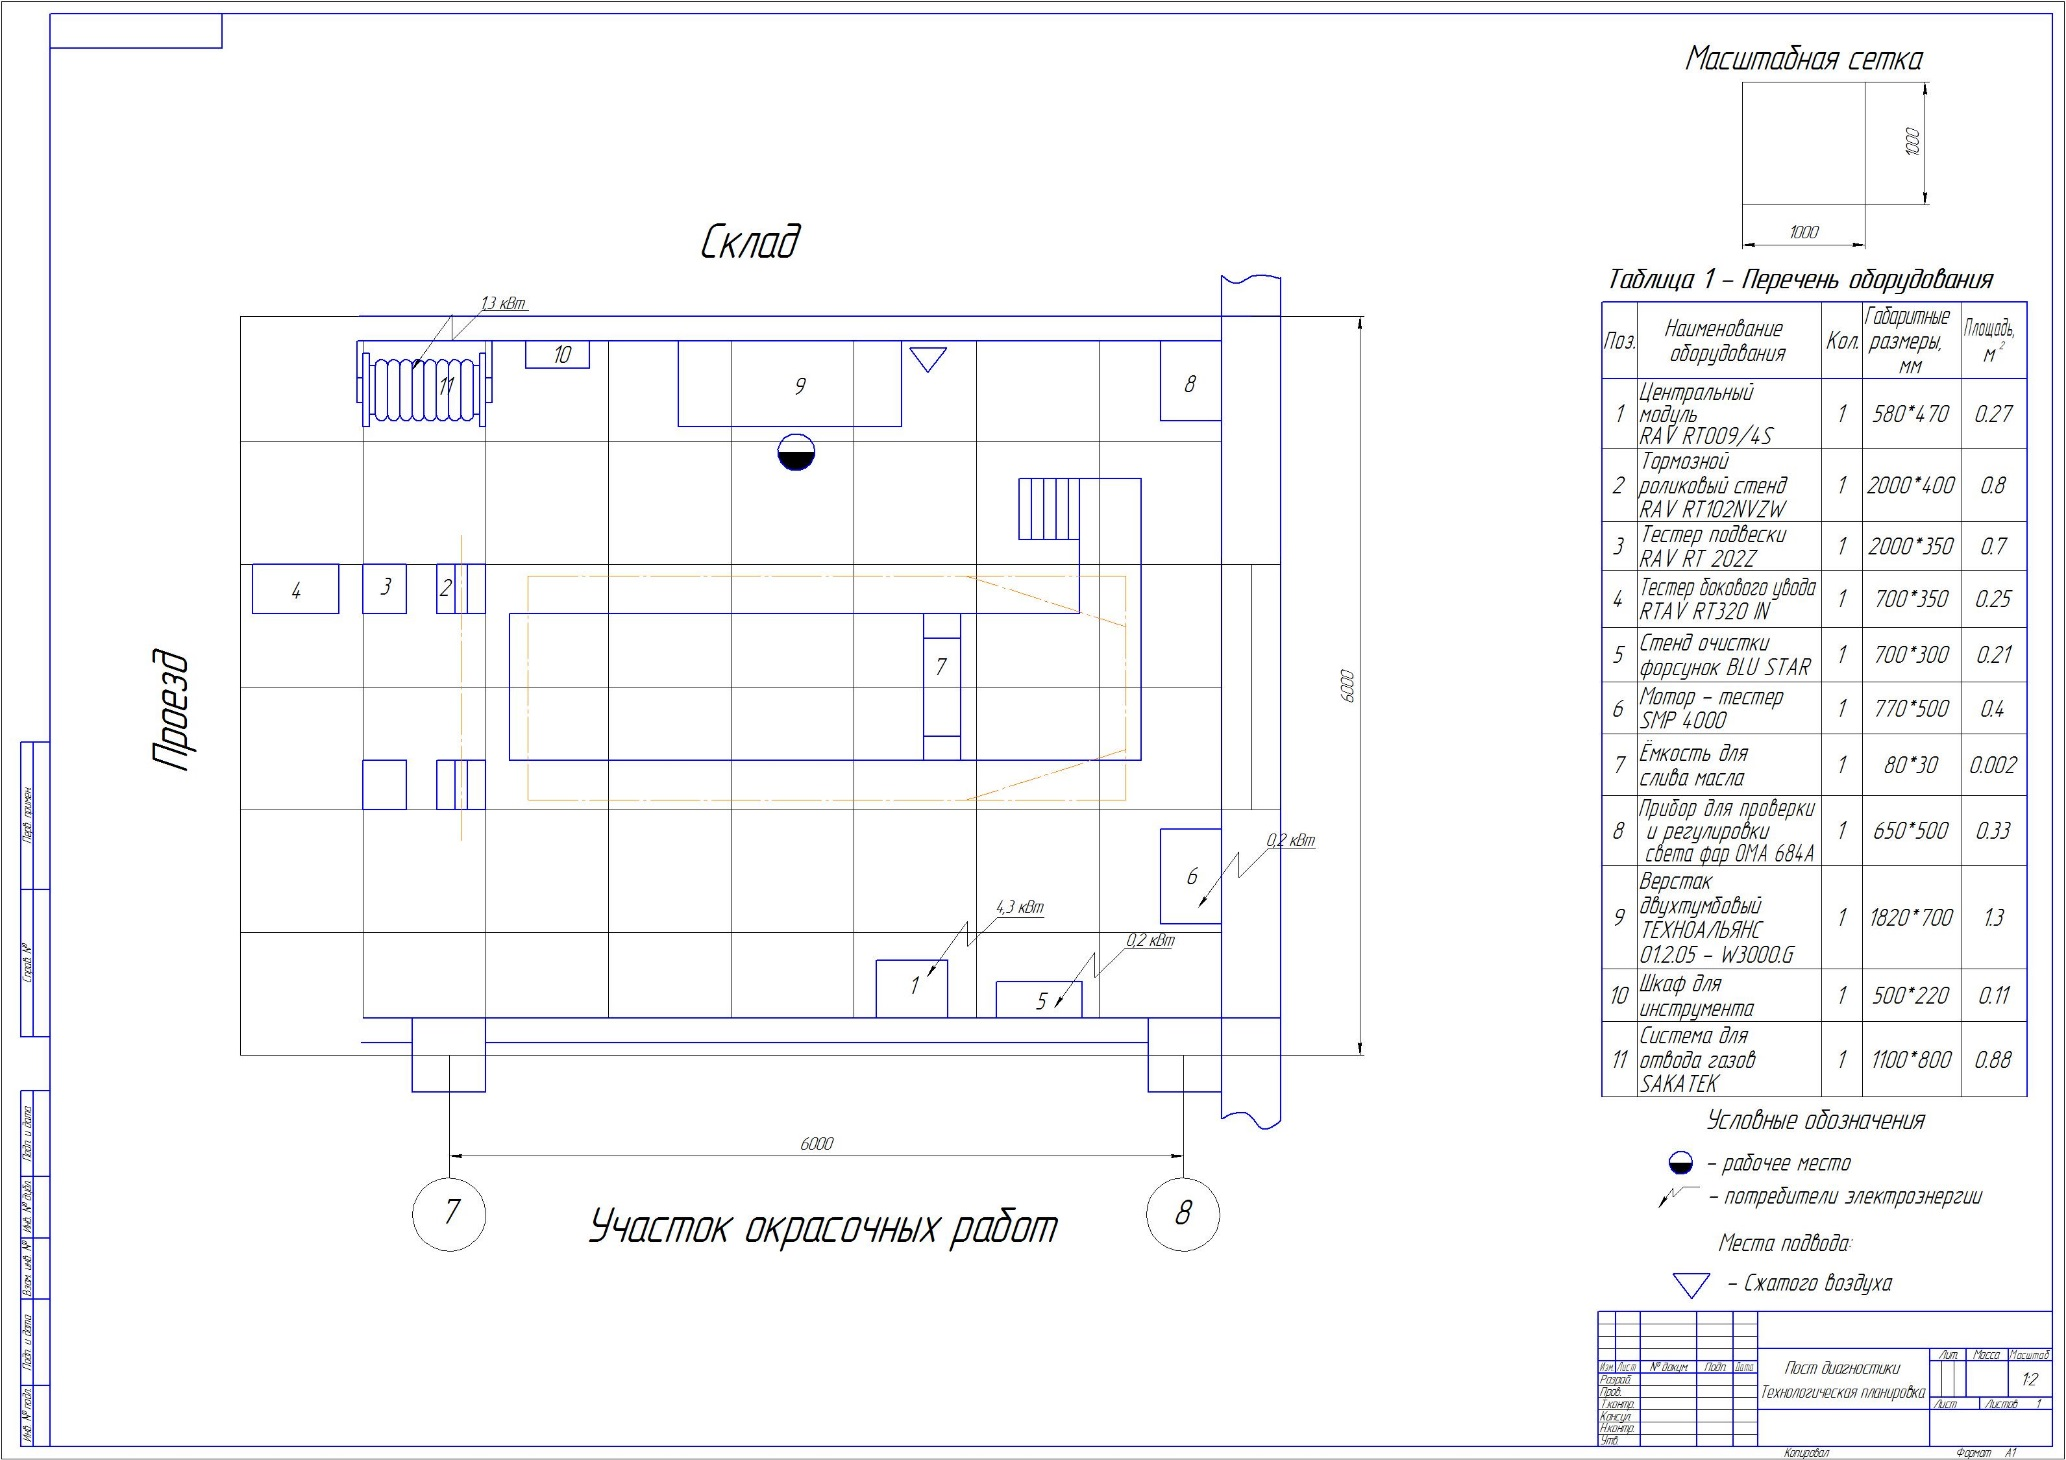 Масштабная сетка
1000
1000
Склад
1,3 кВт
10
11
9
8
4
3
2
7
Проезд
6000
6
0,2 кВт
4,3 кВт
0,2 кВт
1
5
6000
7
8
Участок окрасочных работ
Таблица 1 – Перечень оборудования
Поз. Наименование оборудования Кол. Габаритные размеры, мм Площадь, м²
1 Центральный модуль RAV RT009/4S 1 580*470 0.27
2 Тормозной роликовый стенд RAV RT102NVZW 1 2000*400 0.8
3 Тестер подвески RAV RT 202Z 1 2000*350 0.7
4 Тестер бокового увода RTAV RT320 IN 1 700*350 0.25
5 Стенд очистки форсунок BLU STAR 1 700*300 0.21
6 Мотор – тестер SMP 4000 1 770*500 0.4
7 Ёмкость для слива масла 1 80*30 0.002
8 Прибор для проверки и регулировки света фар ОМА 684А 1 650*500 0.33
9 Верстак двухтумбовый ТЕХНОАЛЬЯНС 01.2.05 – W3000.G 1 1820*700 1.3
10 Шкаф для инструмента 1 500*220 0.11
11 Система для отвода газов SAKATEK 1 1100*800 0.88
Условные обозначения
– рабочее место
– потребители электроэнергии
Места подвода:
– Сжатого воздуха
Изм. Лист № докум. Подп. Дата
Разраб.
Пров.
Т.контр.
Консул.
Н.контр.
Утв.
Пост диагностики
Технологическая планировка
Лит. Масса Масштаб
1:2
Лист Листов 1
Копировал Формат А1
Перв. примен.
Справ. №
Подп. и дата
Инв. № дубл.
Взам. инв. №
Подп. и дата
Инв. № подл.